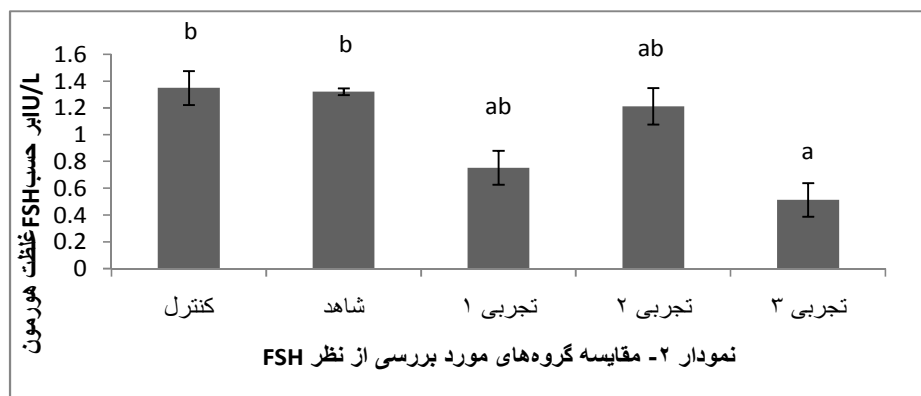 b b ab ab a
غلظت هورمون FSH بر حسب IU/L
1.6
1.4
1.2
1
0.8
0.6
0.4
0.2
0
کنترل شاهد تجربی ۱ تجربی ۲ تجربی ۳
نمودار ۲- مقایسه گروه‌های مورد بررسی از نظر FSH